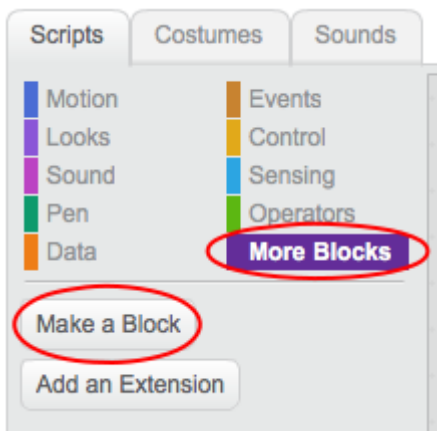 Scripts Costumes Sounds
Motion Events
Looks Control
Sound Sensing
Pen Operators
Data More Blocks
Make a Block
Add an Extension